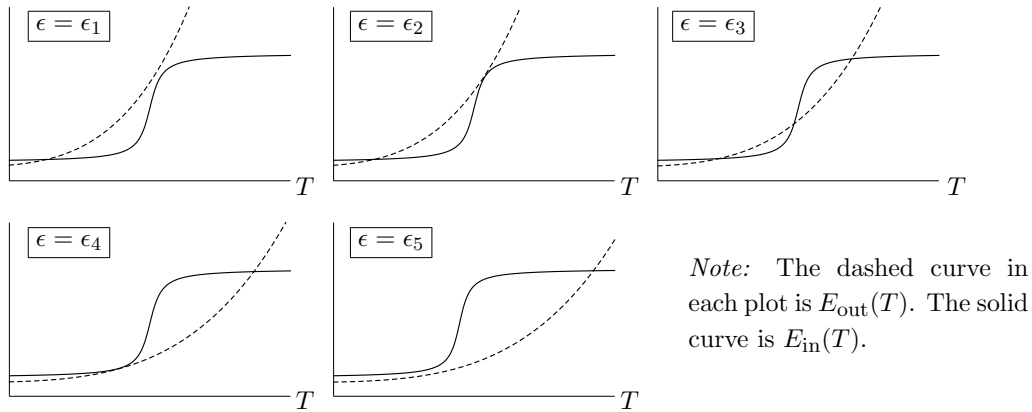 ϵ = ϵ₁
ϵ = ϵ₂
ϵ = ϵ₃
T
T
T
ϵ = ϵ₄
ϵ = ϵ₅
Note: The dashed curve in
each plot is E_out(T). The solid
curve is E_in(T).
T
T